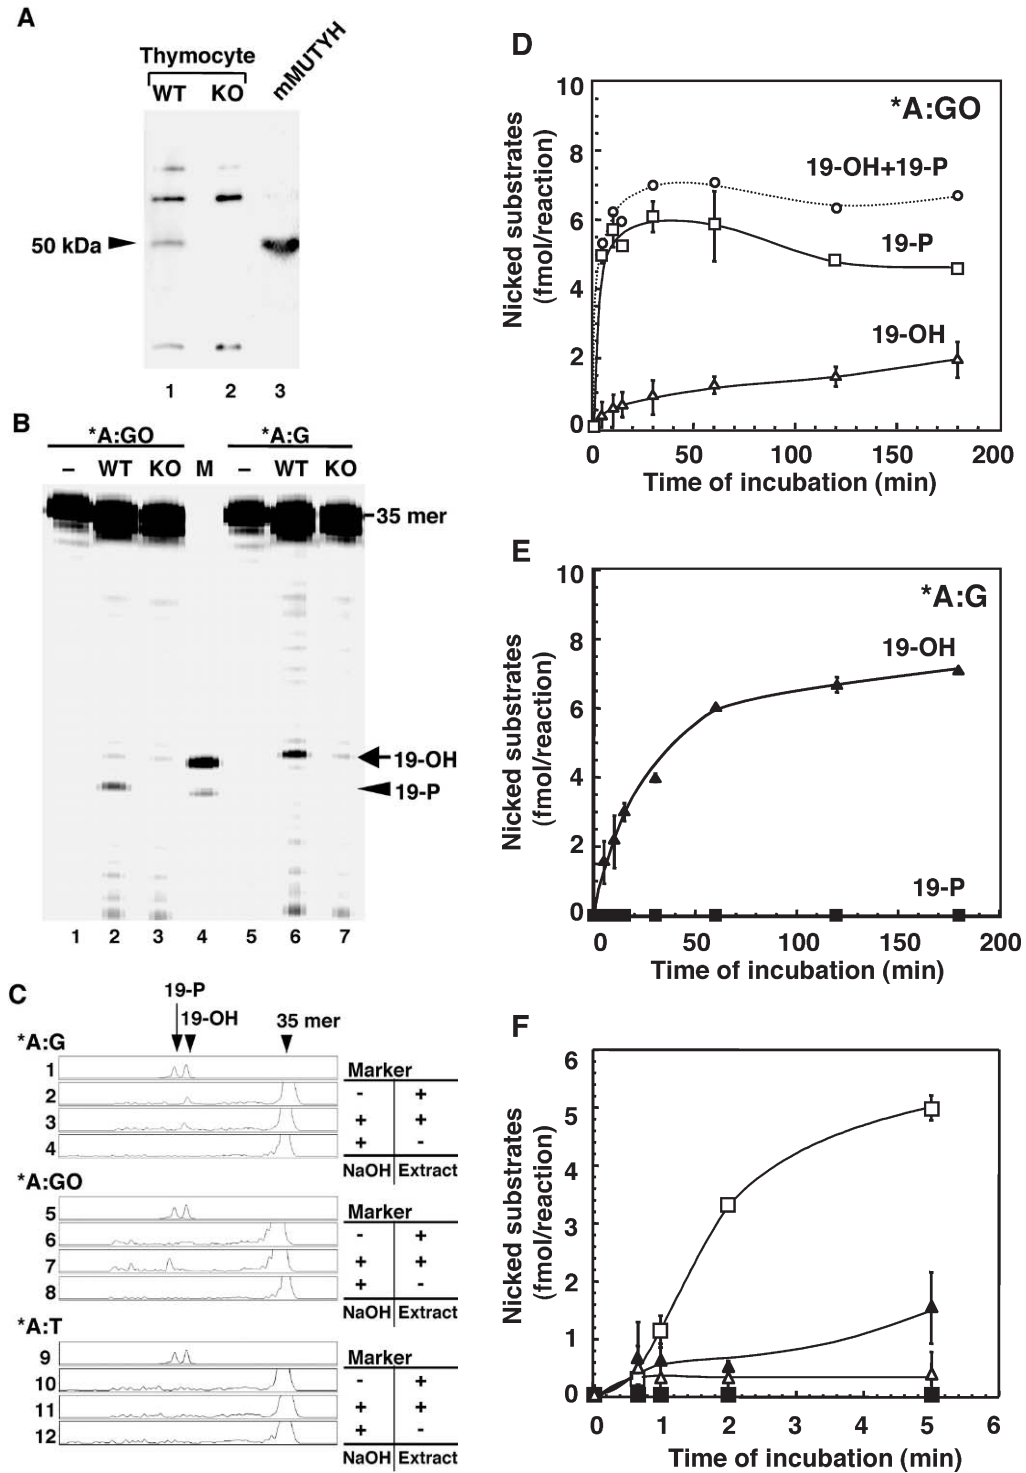 A
Thymocyte
WT KO mMUTYH
50 kDa
1 2 3
B
*A:GO *A:G
– WT KO M – WT KO
35 mer
19-OH
19-P
1 2 3 4 5 6 7
C
19-P
19-OH 35 mer
*A:G
1 Marker
2 - +
3 + +
4 + -
NaOH Extract
*A:GO
5 Marker
6 - +
7 + +
8 + -
NaOH Extract
*A:T
9 Marker
10 - +
11 + +
12 + -
NaOH Extract
D
*A:GO
Nicked substrates
(fmol/reaction)
10
8
6
4
2
0
19-OH+19-P
19-P
19-OH
0 50 100 150 200
Time of incubation (min)
E
*A:G
Nicked substrates
(fmol/reaction)
10
8
6
4
2
0
19-OH
19-P
0 50 100 150 200
Time of incubation (min)
F
Nicked substrates
(fmol/reaction)
6
5
4
3
2
1
0
0 1 2 3 4 5 6
Time of incubation (min)